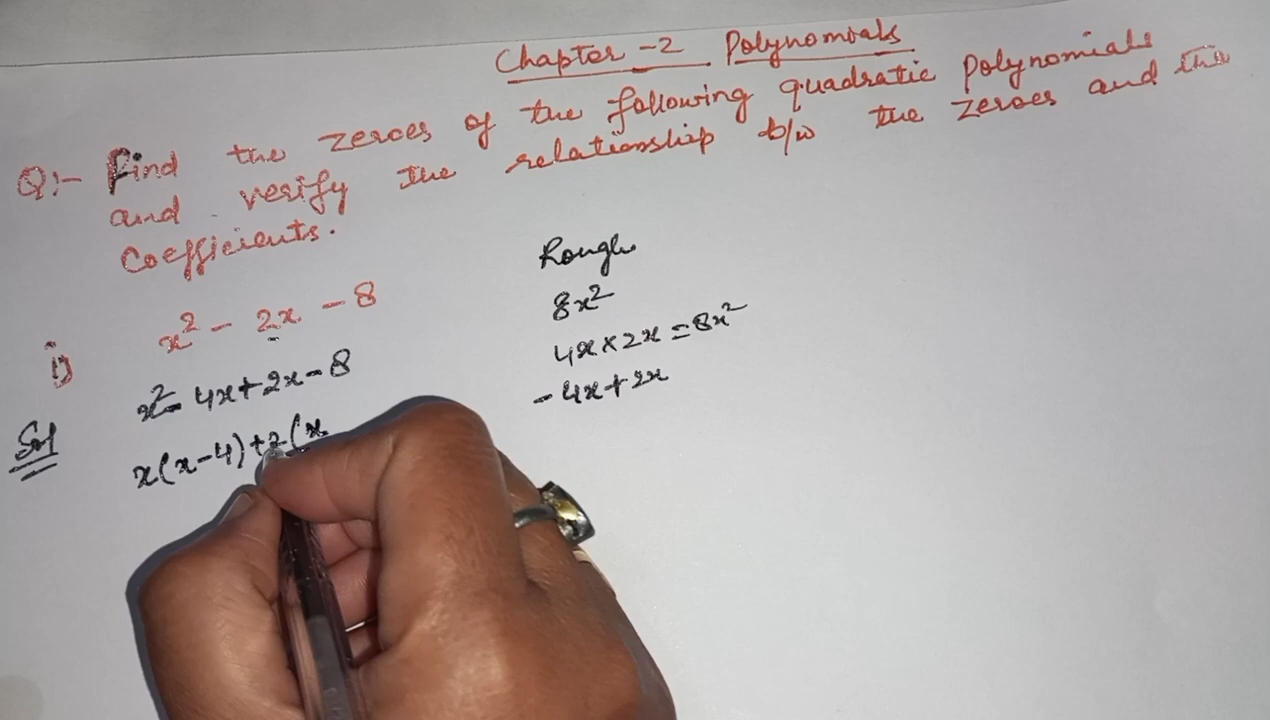 Chapter-2 Polynomials
Q:- Find the zeroes of the following quadratic Polynomials
and verify the relationship b/w the zeroes and the
Coefficients.
i) x² - 2x - 8
Sol x² - 4x + 2x - 8
x(x-4)+2(x
Rough
8x²
4x × 2x = 8x²
- 4x + 2x